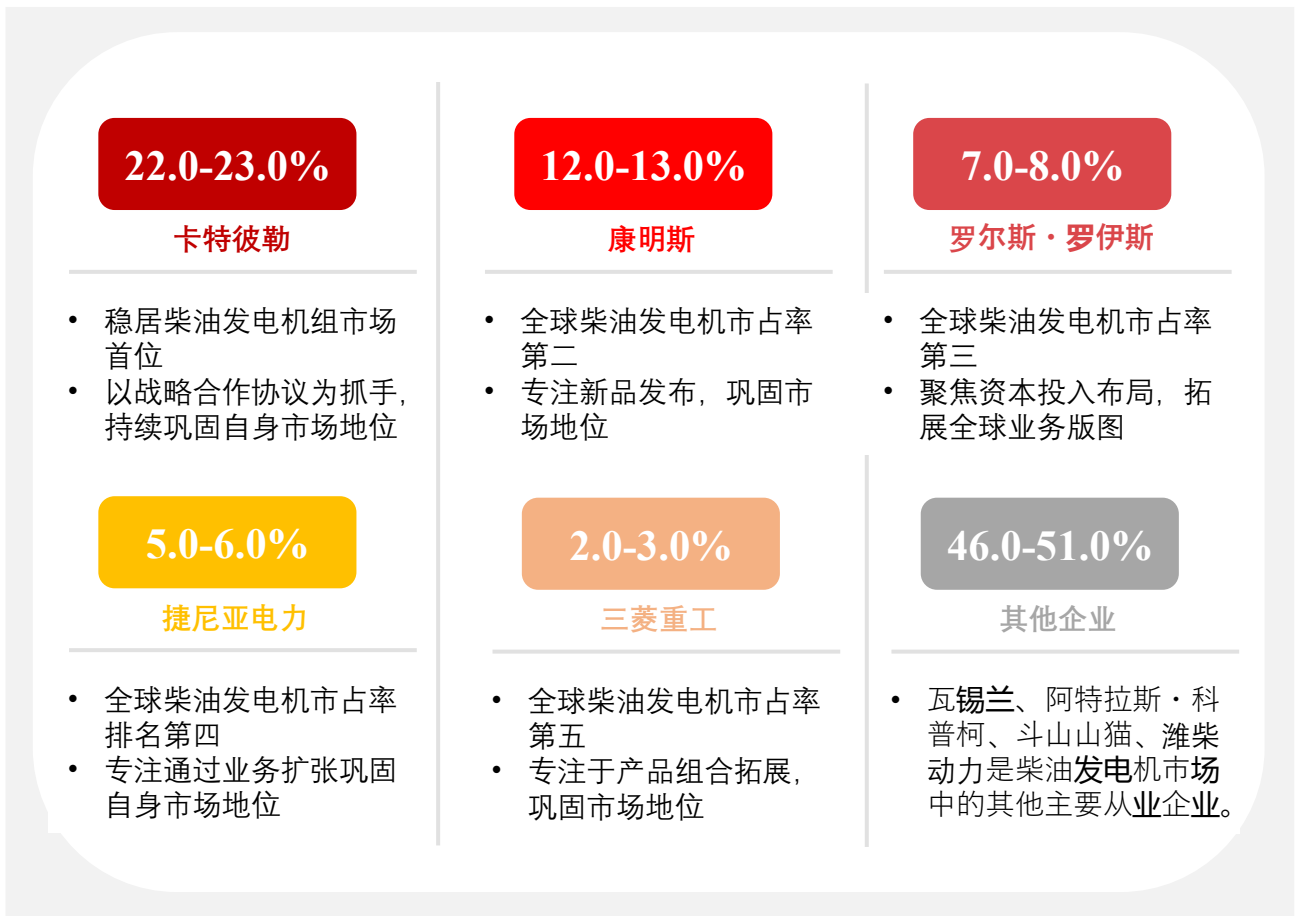 22.0-23.0%
卡特彼勒
• 稳居柴油发电机组市场
首位
• 以战略合作协议为抓手，
持续巩固自身市场地位
12.0-13.0%
康明斯
• 全球柴油发电机市占率
第二
• 专注新品发布，巩固市
场地位
7.0-8.0%
罗尔斯·罗伊斯
• 全球柴油发电机市占率
第三
• 聚焦资本投入布局，拓
展全球业务版图
5.0-6.0%
捷尼亚电力
• 全球柴油发电机市占率
排名第四
• 专注通过业务扩张巩固
自身市场地位
2.0-3.0%
三菱重工
• 全球柴油发电机市占率
第五
• 专注于产品组合拓展，
巩固市场地位
46.0-51.0%
其他企业
• 瓦锡兰、阿特拉斯·科
普柯、斗山山猫、潍柴
动力是柴油发电机市场
中的其他主要从业企业。